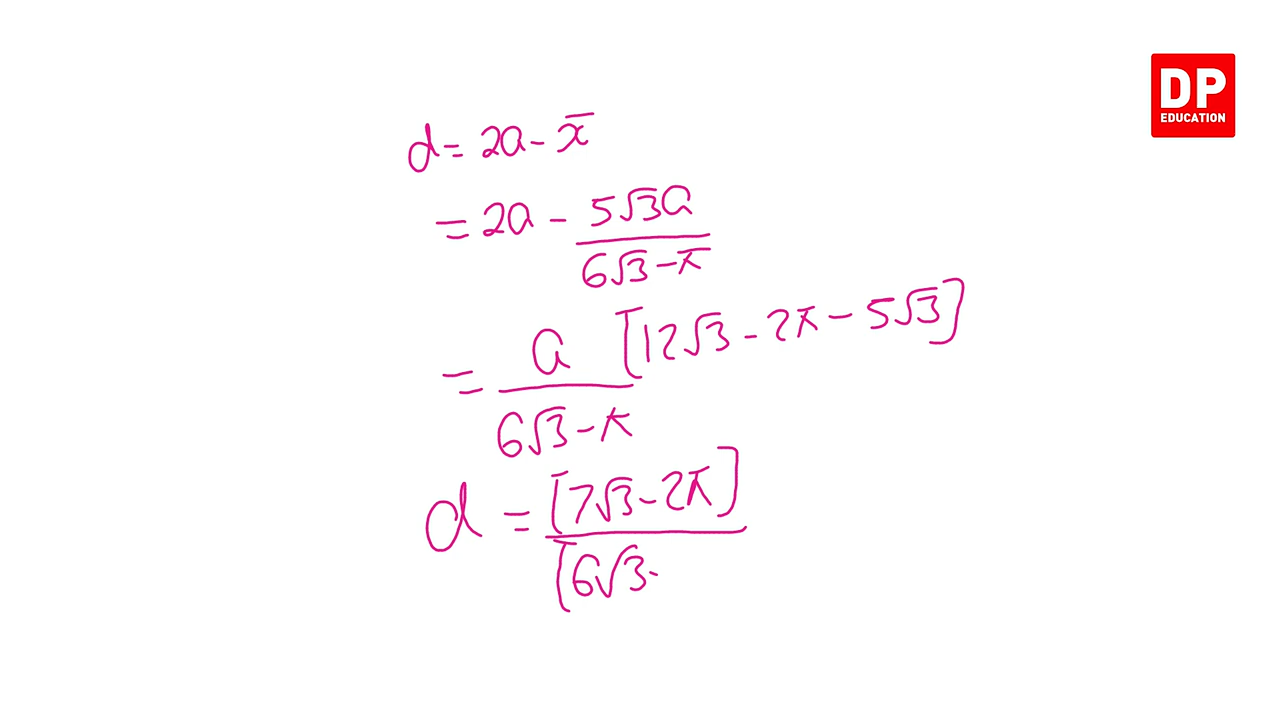 DP
EDUCATION
d = 2a - x̄
= 2a - 5√3a / 6√3 - π
= a / 6√3 - π [12√3 - 2π - 5√3]
d = [7√3 - 2π] / [6√3 -